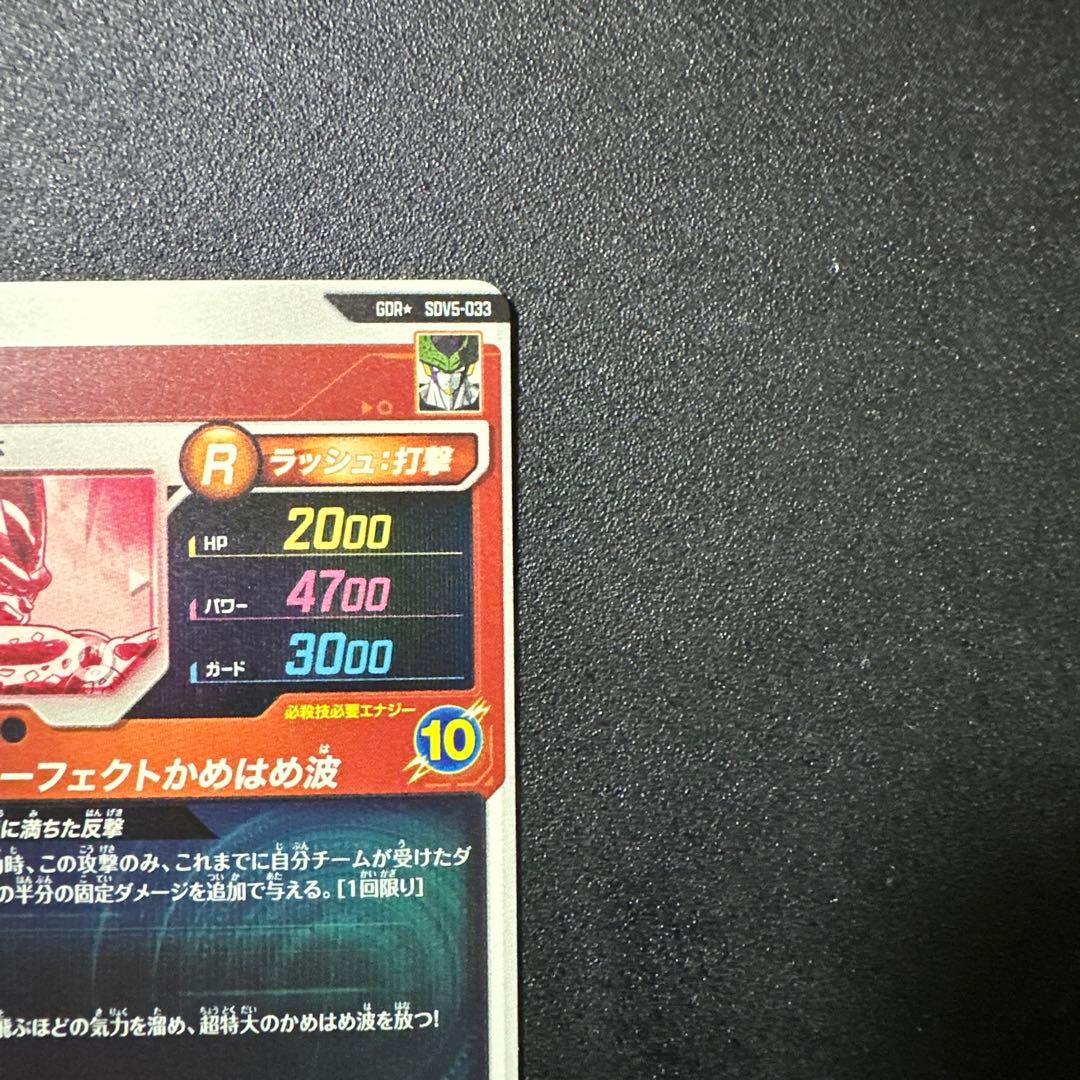 GDR★ SDV5-033
R ラッシュ:打撃
HP 2000
パワー 4700
ガード 3000
必殺技必要エナジー
10
ーフェクトかめはめ波
に満ちた反撃
時、この攻撃のみ、これまでに自分チームが受けたダ
の半分の固定ダメージを追加で与える。[1回限り]
飛ぶほどの気力を溜め、超特大のかめはめ波を放つ!